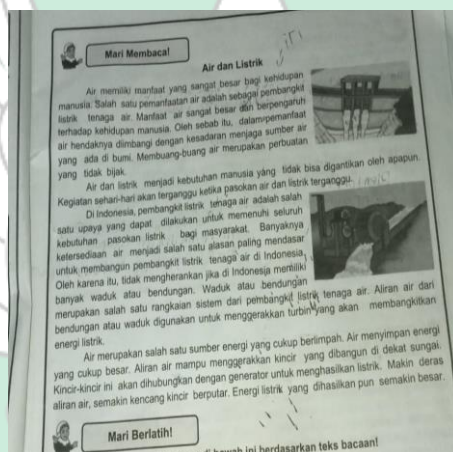 Mari Membaca!
Air dan Listrik
Air memiliki manfaat yang sangat besar bagi kehidupan
manusia. Salah satu pemanfaatan air adalah sebagai pembangkit
listrik tenaga air. Manfaat air sangat besar dan berpengaruh
terhadap kehidupan manusia. Oleh sebab itu, dalam pemanfaat
air hendaknya diimbangi dengan kesadaran menjaga sumber air
yang ada di bumi. Membuang-buang air merupakan perbuatan
yang tidak bijak.
Air dan listrik menjadi kebutuhan manusia yang tidak bisa digantikan oleh apapun.
Kegiatan sehari-hari akan terganggu ketika pasokan air dan listrik terganggu.
Di Indonesia, pembangkit listrik tenaga air adalah salah
satu upaya yang dapat dilakukan untuk memenuhi seluruh
kebutuhan pasokan listrik bagi masyarakat. Banyaknya
ketersediaan air menjadi salah satu alasan paling mendasar
untuk membangun pembangkit listrik tenaga air di Indonesia.
Oleh karena itu, tidak mengherankan jika di Indonesia memiliki
banyak waduk atau bendungan. Waduk atau bendungan
merupakan salah satu rangkaian sistem dari pembangkit listrik tenaga air. Aliran air dari
bendungan atau waduk digunakan untuk menggerakkan turbin yang akan membangkitkan
energi listrik.
Air merupakan salah satu sumber energi yang cukup berlimpah. Air menyimpan energi
yang cukup besar. Aliran air mampu menggerakkan kincir yang dibangun di dekat sungai.
Kincir-kincir ini akan dihubungkan dengan generator untuk menghasilkan listrik. Makin deras
aliran air, semakin kencang kincir berputar. Energi listrik yang dihasilkan pun semakin besar.
Mari Berlatih!
di bawah ini berdasarkan teks bacaan!